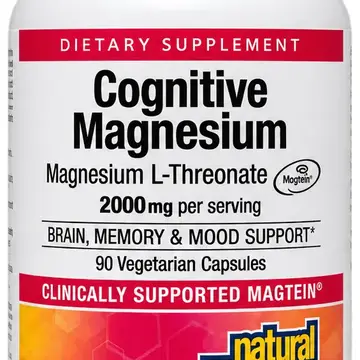 DIETARY SUPPLEMENT
Cognitive
Magnesium
Magnesium L-Threonate Magtein®
2000 mg per serving
BRAIN, MEMORY & MOOD SUPPORT*
90 Vegetarian Capsules
CLINICALLY SUPPORTED MAGTEIN®
natural